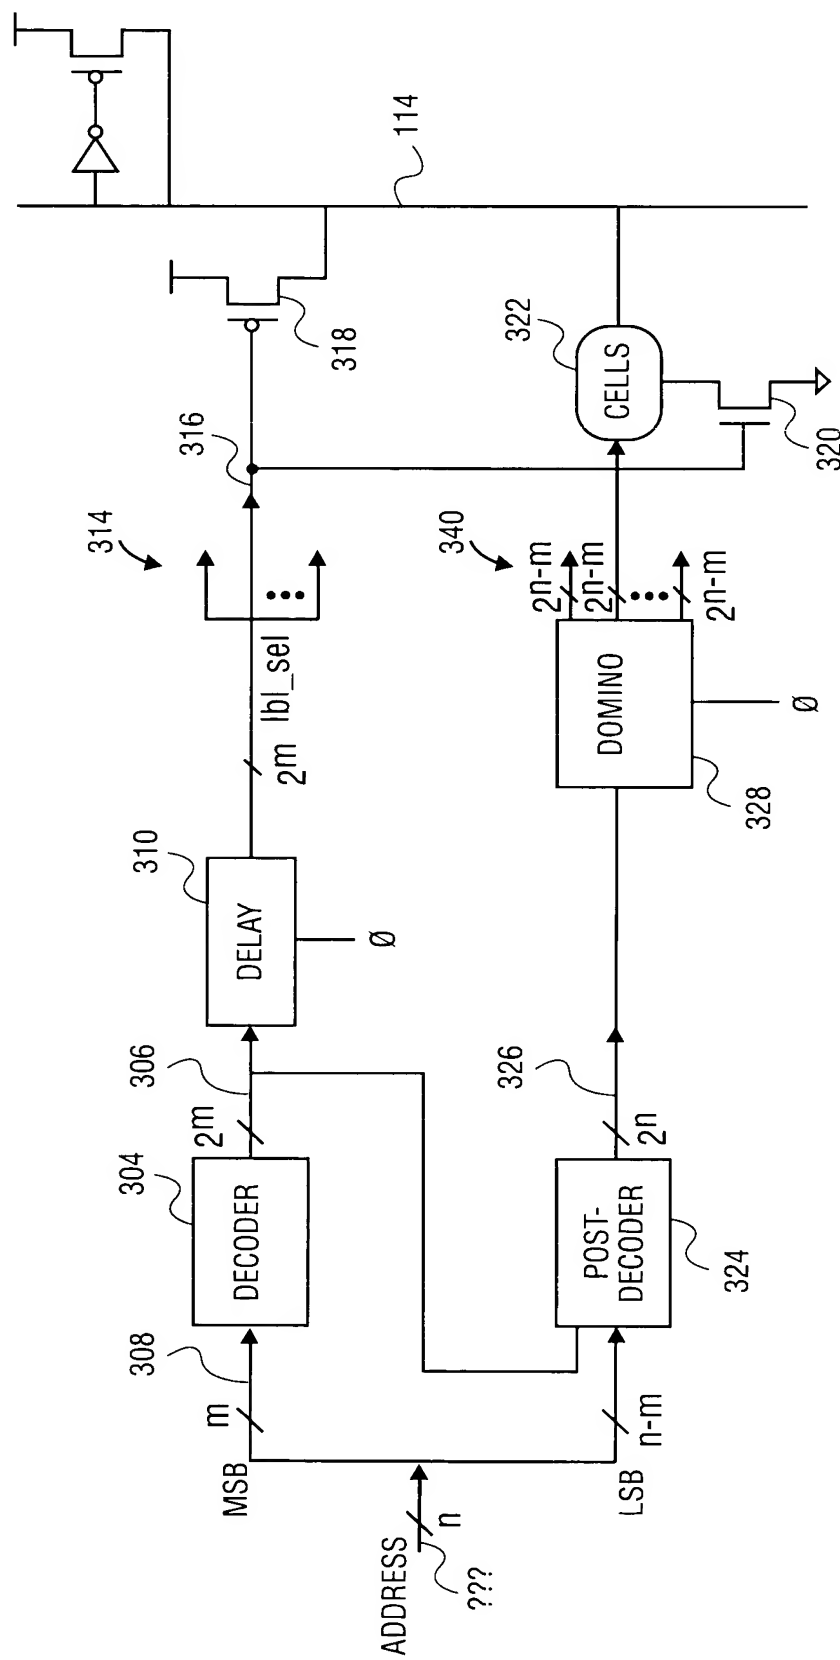 ADDRESS
???
n
MSB
m
308
DECODER
304
2m
306
DELAY
310
Ø
2m
lbl_sel
314
316
318
114
LSB
n-m
POST-
DECODER
324
2n
326
DOMINO
328
Ø
340
2n-m
2n-m
2n-m
CELLS
322
320